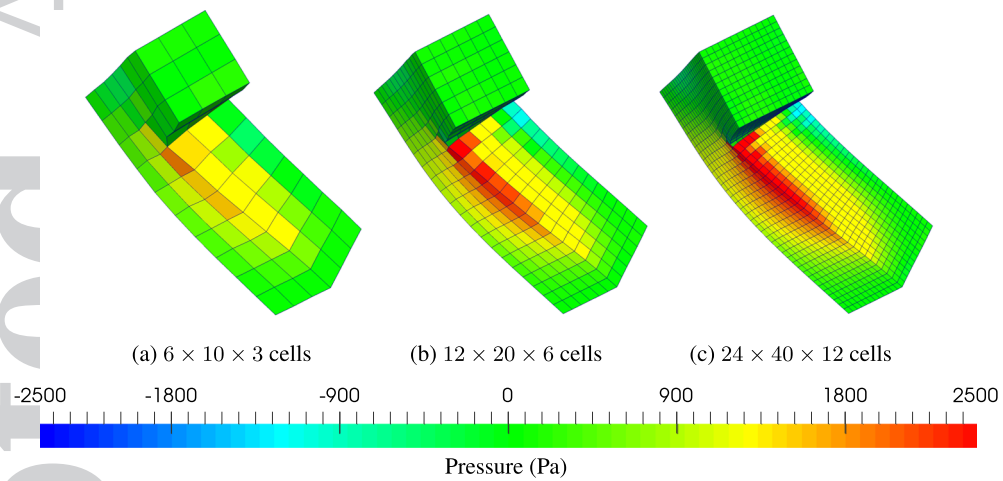 (a) 6 × 10 × 3 cells
(b) 12 × 20 × 6 cells
(c) 24 × 40 × 12 cells
-2500 -1800 -900 0 900 1800 2500
Pressure (Pa)